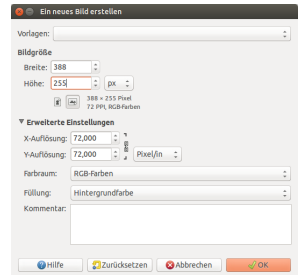 Ein neues Bild erstellen
Vorlagen:
Bildgröße
Breite: 388
Höhe: 255 px
388 × 255 Pixel
72 PPI, RGB-Farben
Erweiterte Einstellungen
X-Auflösung: 72,000
Y-Auflösung: 72,000 Pixel/in
Farbraum: RGB-Farben
Füllung: Hintergrundfarbe
Kommentar:
Hilfe Zurücksetzen Abbrechen OK